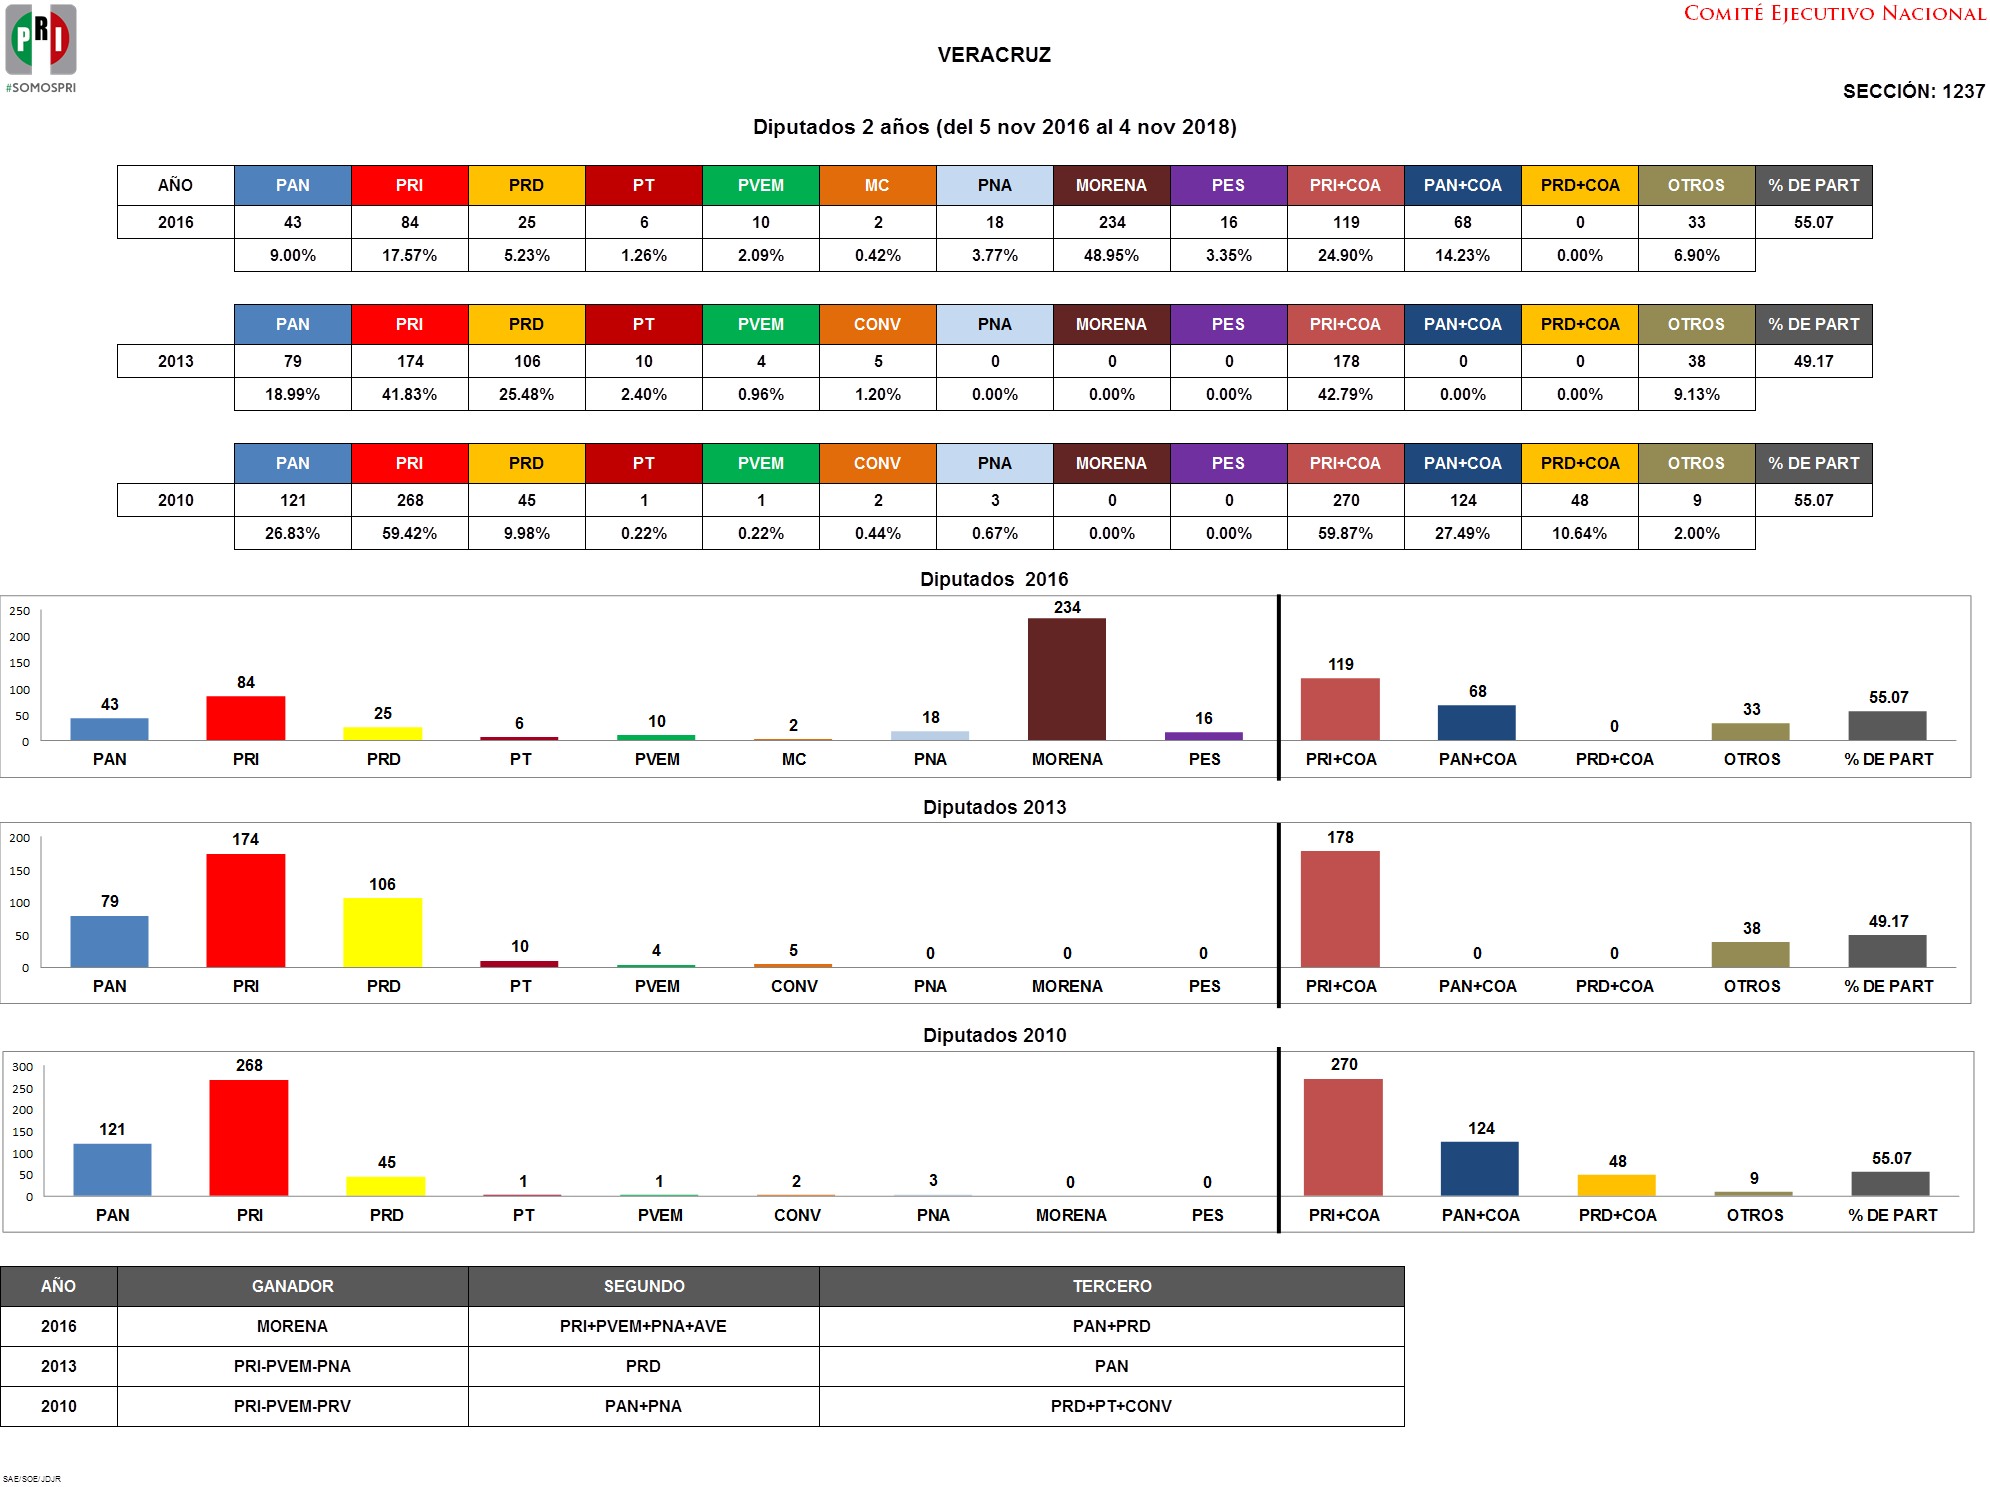 COMITÉ EJECUTIVO NACIONAL
PRI
#SOMOSPRI
VERACRUZ
SECCIÓN: 1237
Diputados 2 años (del 5 nov 2016 al 4 nov 2018)
AÑO PAN PRI PRD PT PVEM MC PNA MORENA PES PRI+COA PAN+COA PRD+COA OTROS % DE PART
2016 43 84 25 6 10 2 18 234 16 119 68 0 33 55.07
9.00% 17.57% 5.23% 1.26% 2.09% 0.42% 3.77% 48.95% 3.35% 24.90% 14.23% 0.00% 6.90%
PAN PRI PRD PT PVEM CONV PNA MORENA PES PRI+COA PAN+COA PRD+COA OTROS % DE PART
2013 79 174 106 10 4 5 0 0 0 178 0 0 38 49.17
18.99% 41.83% 25.48% 2.40% 0.96% 1.20% 0.00% 0.00% 0.00% 42.79% 0.00% 0.00% 9.13%
PAN PRI PRD PT PVEM CONV PNA MORENA PES PRI+COA PAN+COA PRD+COA OTROS % DE PART
2010 121 268 45 1 1 2 3 0 0 270 124 48 9 55.07
26.83% 59.42% 9.98% 0.22% 0.22% 0.44% 0.67% 0.00% 0.00% 59.87% 27.49% 10.64% 2.00%
Diputados 2016
250
200
150
100
50
0
43 84 25 6 10 2 18 234 16 119 68 0 33 55.07
PAN PRI PRD PT PVEM MC PNA MORENA PES PRI+COA PAN+COA PRD+COA OTROS % DE PART
Diputados 2013
200
150
100
50
0
79 174 106 10 4 5 0 0 0 178 0 0 38 49.17
PAN PRI PRD PT PVEM CONV PNA MORENA PES PRI+COA PAN+COA PRD+COA OTROS % DE PART
Diputados 2010
300
250
200
150
100
50
0
121 268 45 1 1 2 3 0 0 270 124 48 9 55.07
PAN PRI PRD PT PVEM CONV PNA MORENA PES PRI+COA PAN+COA PRD+COA OTROS % DE PART
AÑO GANADOR SEGUNDO TERCERO
2016 MORENA PRI+PVEM+PNA+AVE PAN+PRD
2013 PRI-PVEM-PNA PRD PAN
2010 PRI-PVEM-PRV PAN+PNA PRD+PT+CONV
SAE/SOE/JDJR